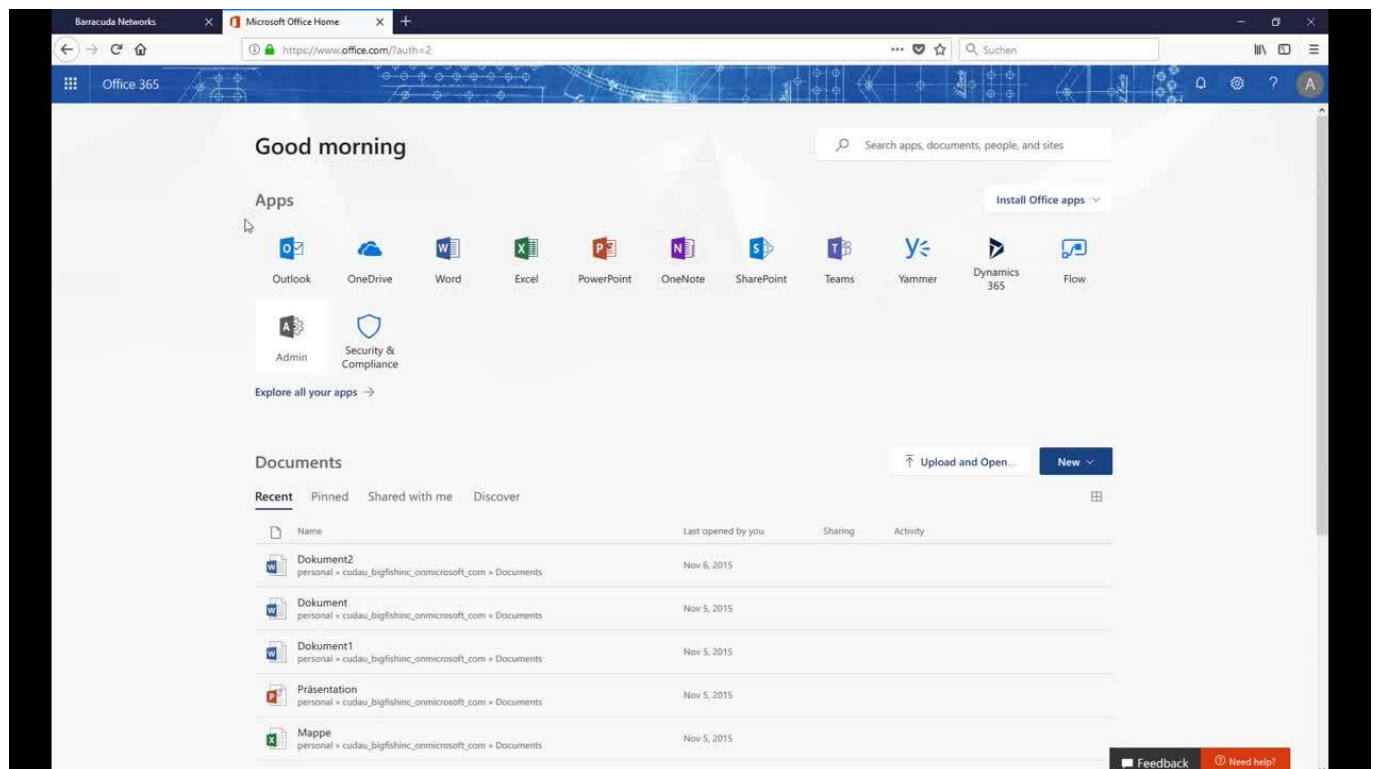 Barracuda Networks
Microsoft Office Home
https://www.office.com/?auth=2
Suchen
Office 365
A
Good morning
Search apps, documents, people, and sites
Apps
Install Office apps
Outlook
OneDrive
Word
Excel
PowerPoint
OneNote
SharePoint
Teams
Yammer
Dynamics
365
Flow
Admin
Security &
Compliance
Explore all your apps →
Documents
Upload and Open...
New
Recent Pinned Shared with me Discover
Name Last opened by you Sharing Activity
Dokument2
personal » cudau_bigfishinc_onmicrosoft_com » Documents
Nov 6, 2015
Dokument
personal » cudau_bigfishinc_onmicrosoft_com » Documents
Nov 5, 2015
Dokument1
personal » cudau_bigfishinc_onmicrosoft_com » Documents
Nov 5, 2015
Präsentation
personal » cudau_bigfishinc_onmicrosoft_com » Documents
Nov 5, 2015
Mappe
personal » cudau_bigfishinc_onmicrosoft_com » Documents
Nov 5, 2015
Feedback
Need help?